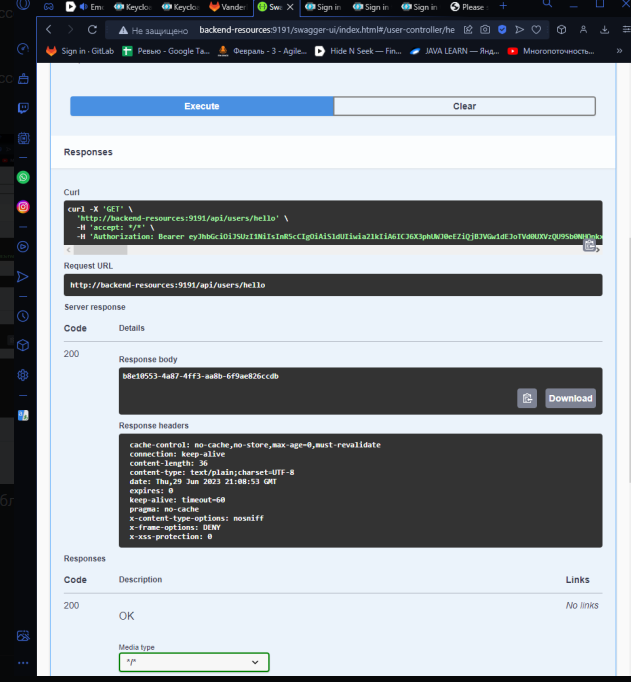 Emc
Keyclo
Keyclo
Vander
Swa
Sign in
Sign in
Sign in
Please
Не защищено
backend-resources:9191/swagger-ui/index.html#/user-controller/he
Sign in · GitLab
Ревью - Google Ta...
Февраль - 3 - Agile...
Hide N Seek — Fin...
JAVA LEARN — Янд...
Многопоточность...
»
Execute
Clear
Responses
Curl
curl -X 'GET' \
'http://backend-resources:9191/api/users/hello' \
-H 'accept: */*' \
-H 'Authorization: Bearer
Request URL
http://backend-resources:9191/api/users/hello
Server response
Code
Details
200
Response body
b8e10553-4a87-4ff3-aa8b-6f9ae826ccdb
Download
Response headers
cache-control: no-cache,no-store,max-age=0,must-revalidate
connection: keep-alive
content-length: 36
content-type: text/plain;charset=UTF-8
date: Thu,29 Jun 2023 21:08:53 GMT
expires: 0
keep-alive: timeout=60
pragma: no-cache
x-content-type-options: nosniff
x-frame-options: DENY
x-xss-protection: 0
Responses
Code
Description
Links
200
OK
No links
Media type
*/*